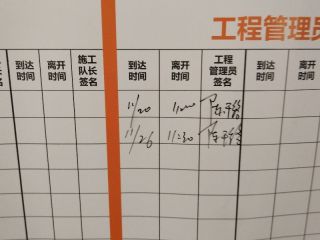 工程管理员
到达时间 离开时间 施工队长签名 到达时间 离开时间 工程管理员签名 到达时间 离开时间
11/20 11:00
11/26 11:30